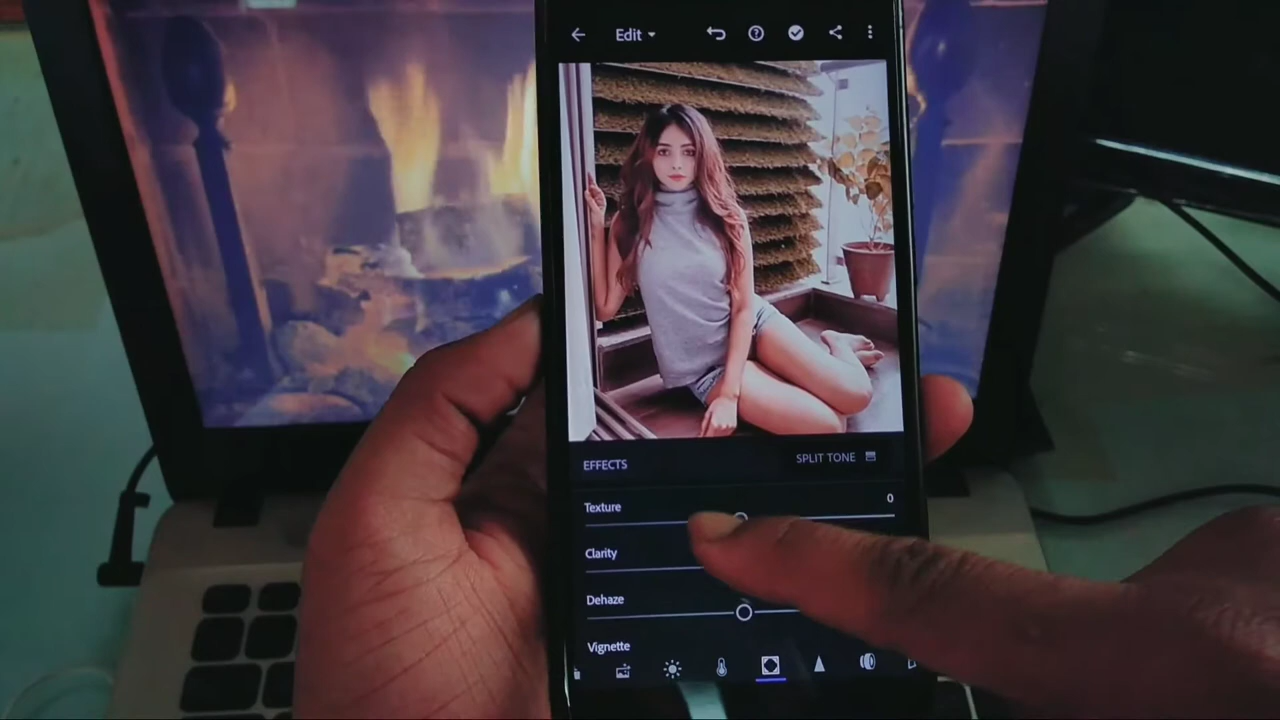 Edit
EFFECTS
SPLIT TONE
Texture
0
Clarity
Dehaze
Vignette